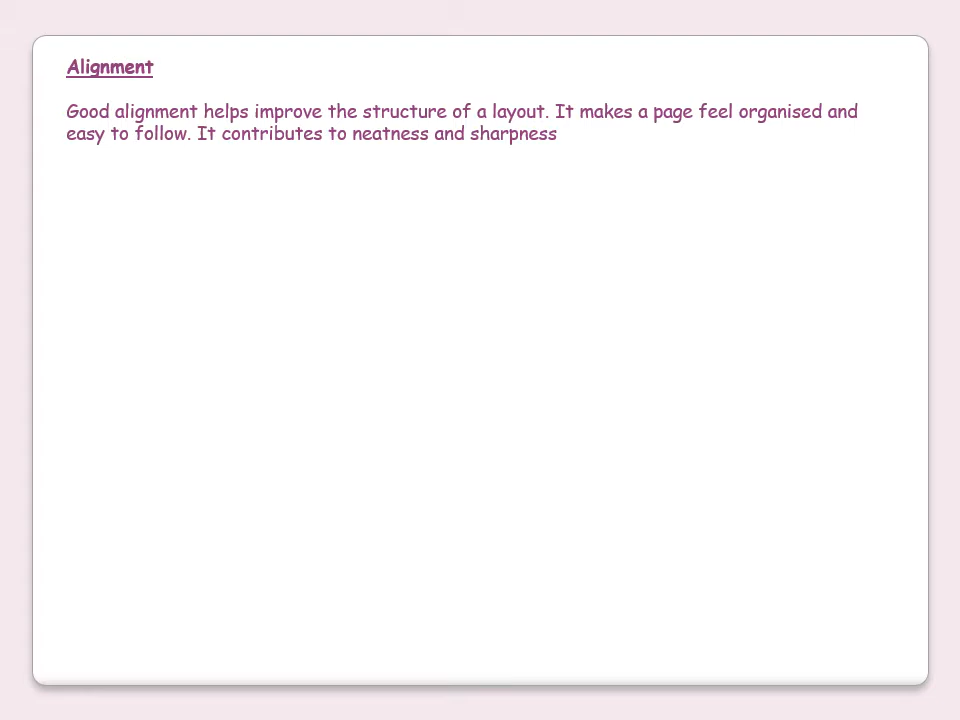 Alignment
Good alignment helps improve the structure of a layout. It makes a page feel organised and
easy to follow. It contributes to neatness and sharpness